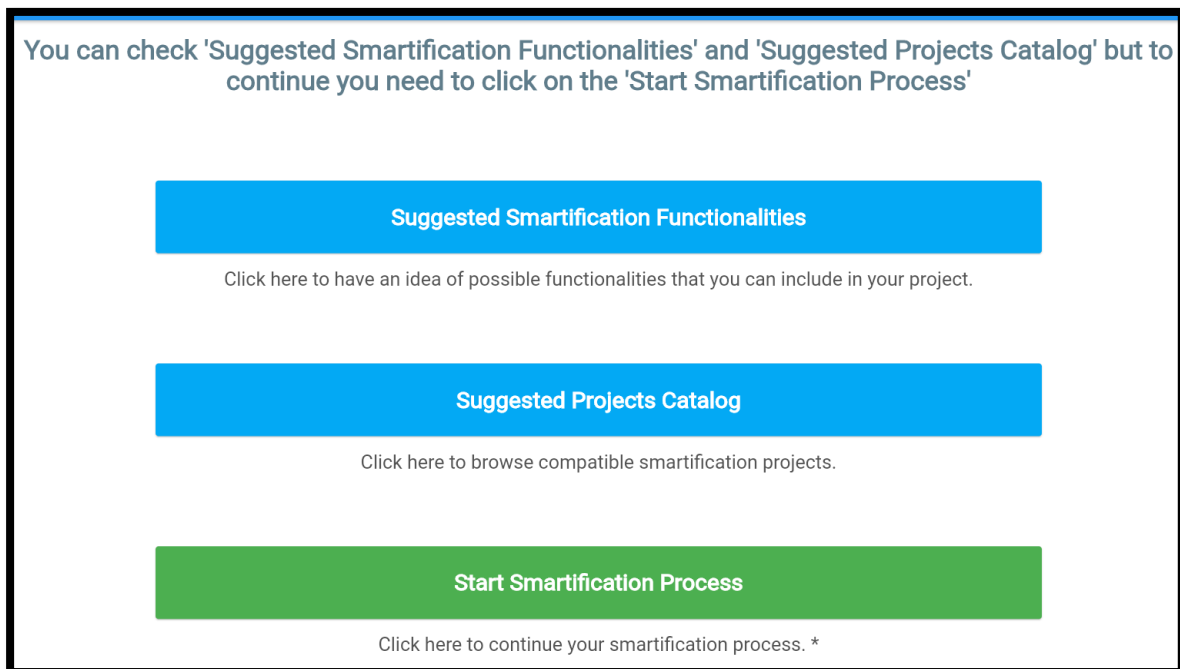 You can check 'Suggested Smartification Functionalities' and 'Suggested Projects Catalog' but to
continue you need to click on the 'Start Smartification Process'
Suggested Smartification Functionalities
Click here to have an idea of possible functionalities that you can include in your project.
Suggested Projects Catalog
Click here to browse compatible smartification projects.
Start Smartification Process
Click here to continue your smartification process. *